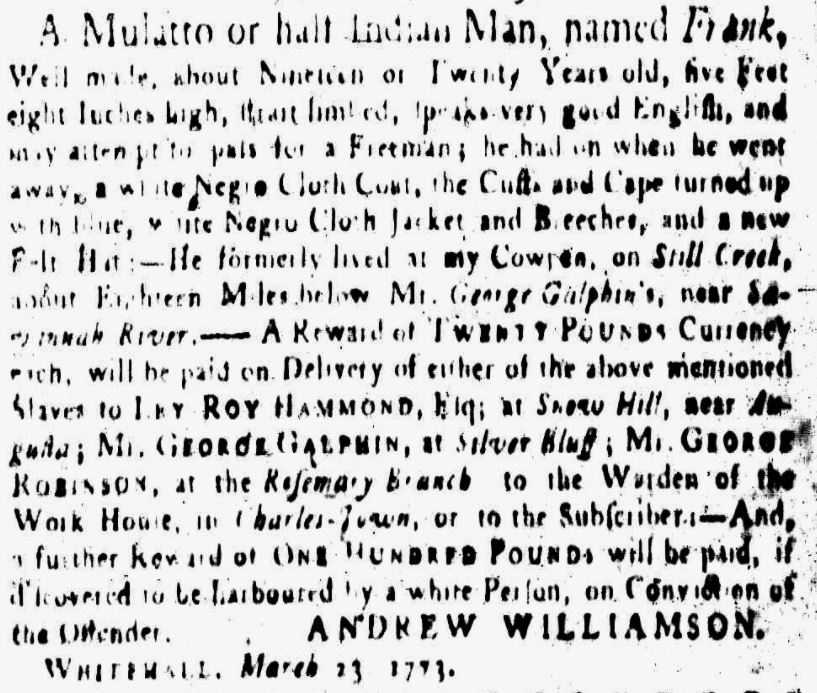 A Mulatto or half Indian Man, named Frank,
Well made, about Nineteen or Twenty Years old, five Feet
eight Inches high, strait limbed, speaks very good Engliſh, and
may attempt to paſs for a Freeman; he had on when he went
away, a white Negro Cloth Coat, the Cuffs and Cape turned up
with blue, white Negro Cloth Jacket and Breeches, and a new
Felt Hat:—He formerly lived at my Cowpen, on Still Creek,
about Eighteen Miles below Mr. George Galphin's, near Sa-
vannah River.—— A Reward of TWENTY POUNDS Currency
each, will be paid on Delivery of either of the above mentioned
Slaves to LEY ROY HAMMOND, Eſq; at Snow Hill, near Au-
guſta; Mr. GEORGE GALPHIN, at Silver Bluff; Mr. GEORGE
ROBINSON, at the Roſemary Branch to the Warden of the
Work Houſe, in Charles-Town, or to the Subſcriber:—And,
a further Reward of ONE HUNDRED POUNDS will be paid, if
diſcovered to be harboured by a white Perſon, on Conviction of
the Offender. ANDREW WILLIAMSON.
WHITEHALL, March 23 1773.